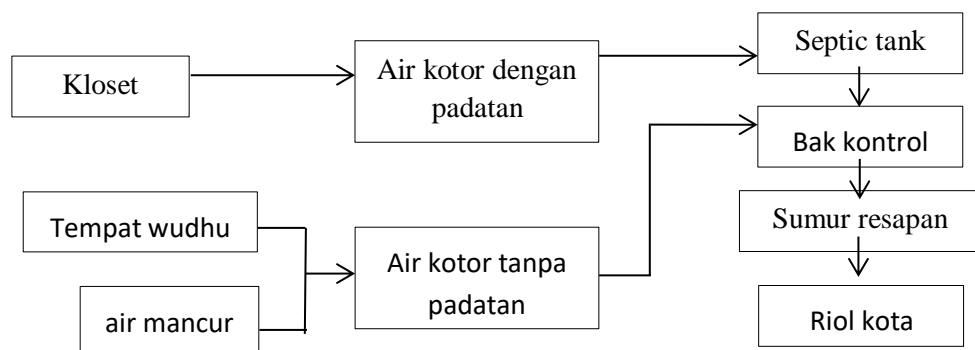 Kloset
Air kotor dengan
padatan
Septic tank
Bak kontrol
Tempat wudhu
air mancur
Air kotor tanpa
padatan
Sumur resapan
Riol kota